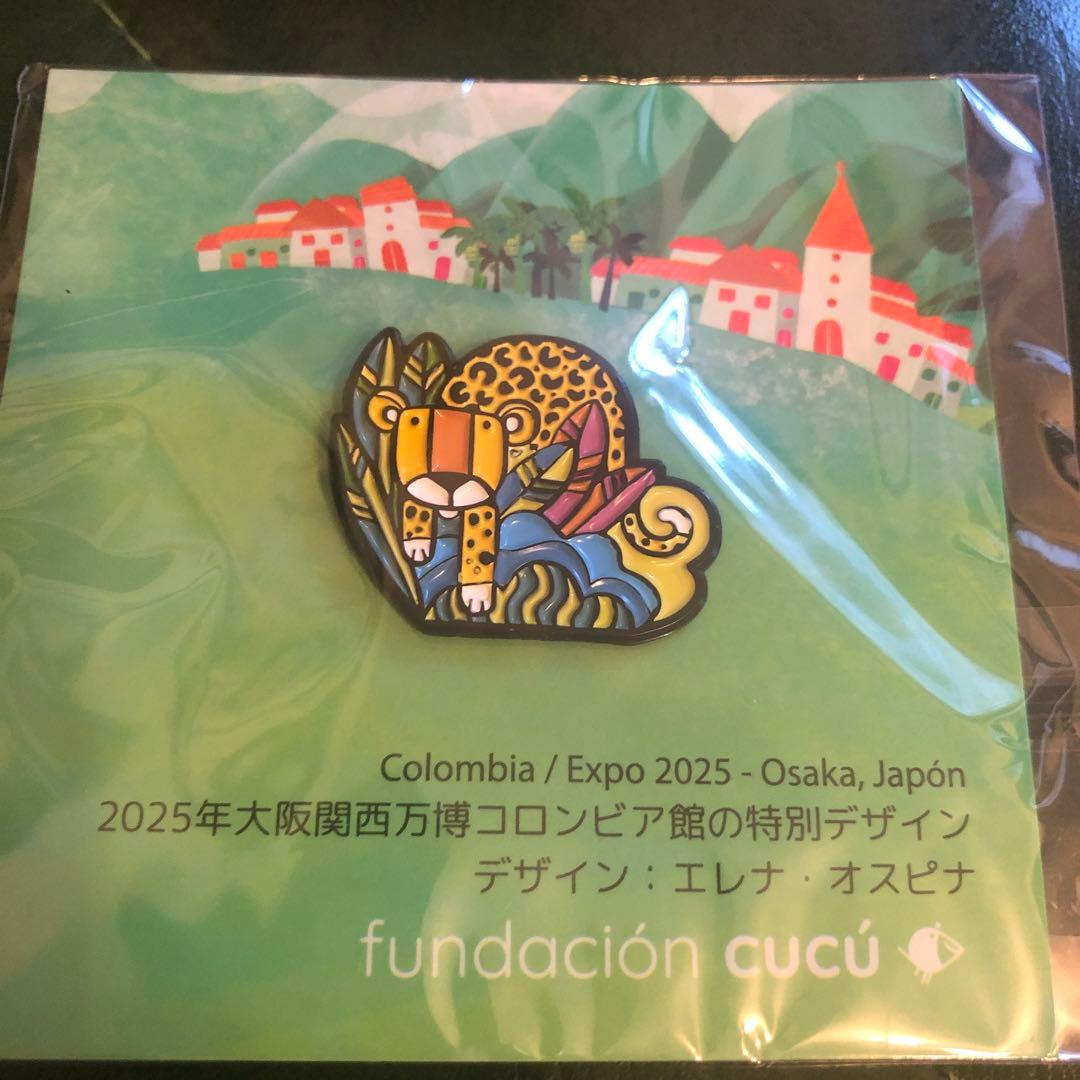 Colombia / Expo 2025 - Osaka, Japón
2025年大阪関西万博コロンビア館の特別デザイン
デザイン：エレナ・オスピナ
fundación cucú